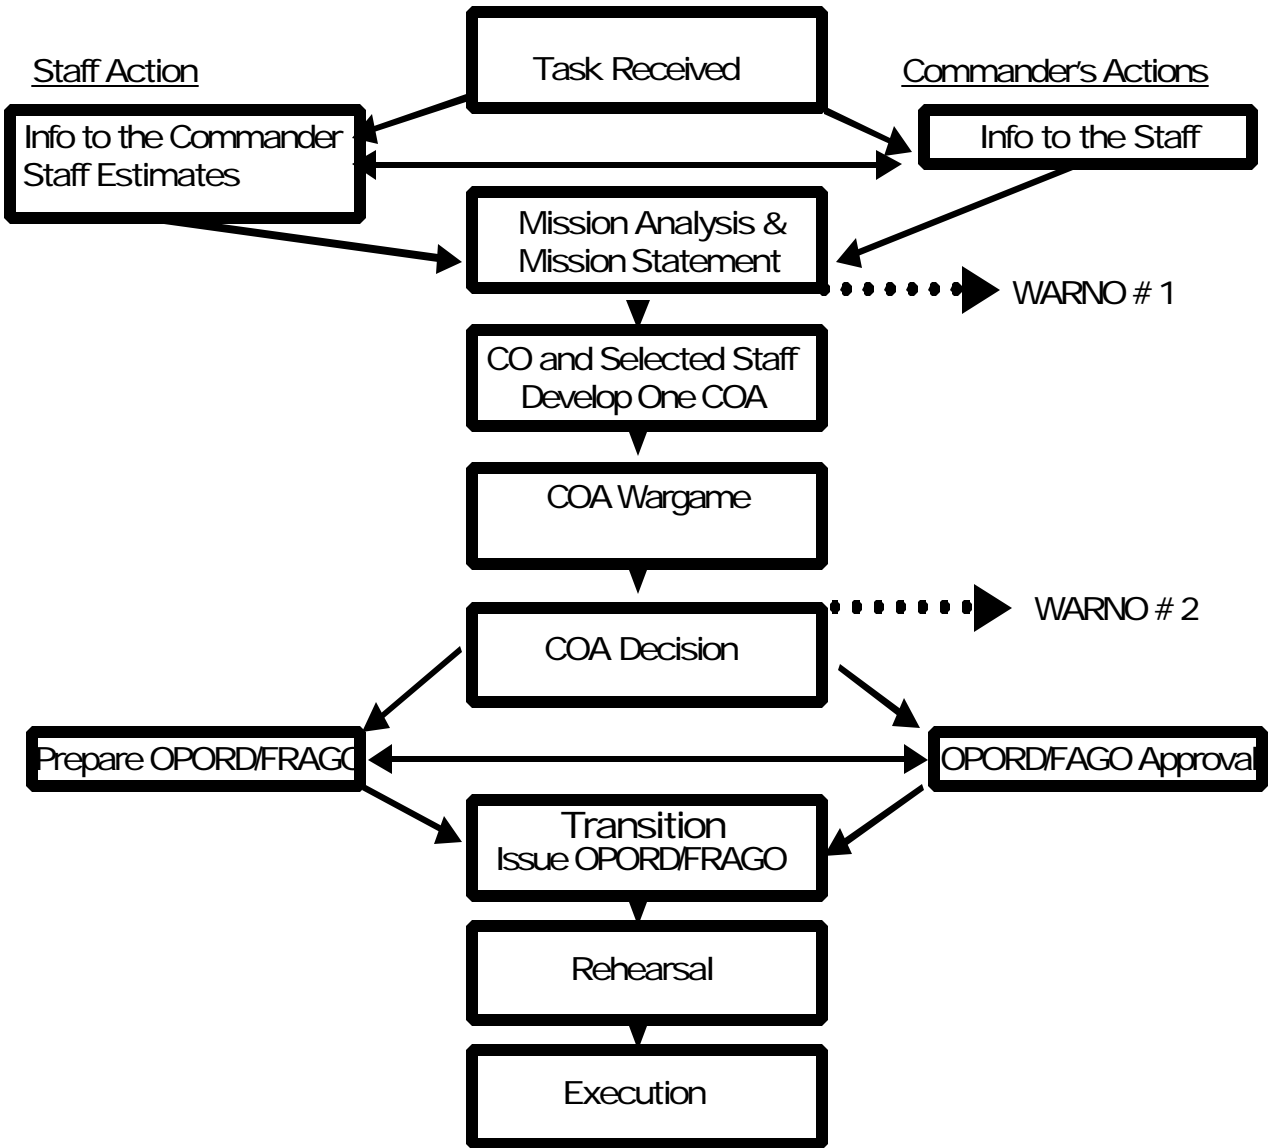 Task Received
Staff Action
Commander's Actions
Info to the Commander
Staff Estimates
Info to the Staff
Mission Analysis &
Mission Statement
WARNO # 1
CO and Selected Staff
Develop One COA
COA Wargame
WARNO # 2
COA Decision
Prepare OPORD/FRAGO
OPORD/FAGO Approval
Transition
Issue OPORD/FRAGO
Rehearsal
Execution